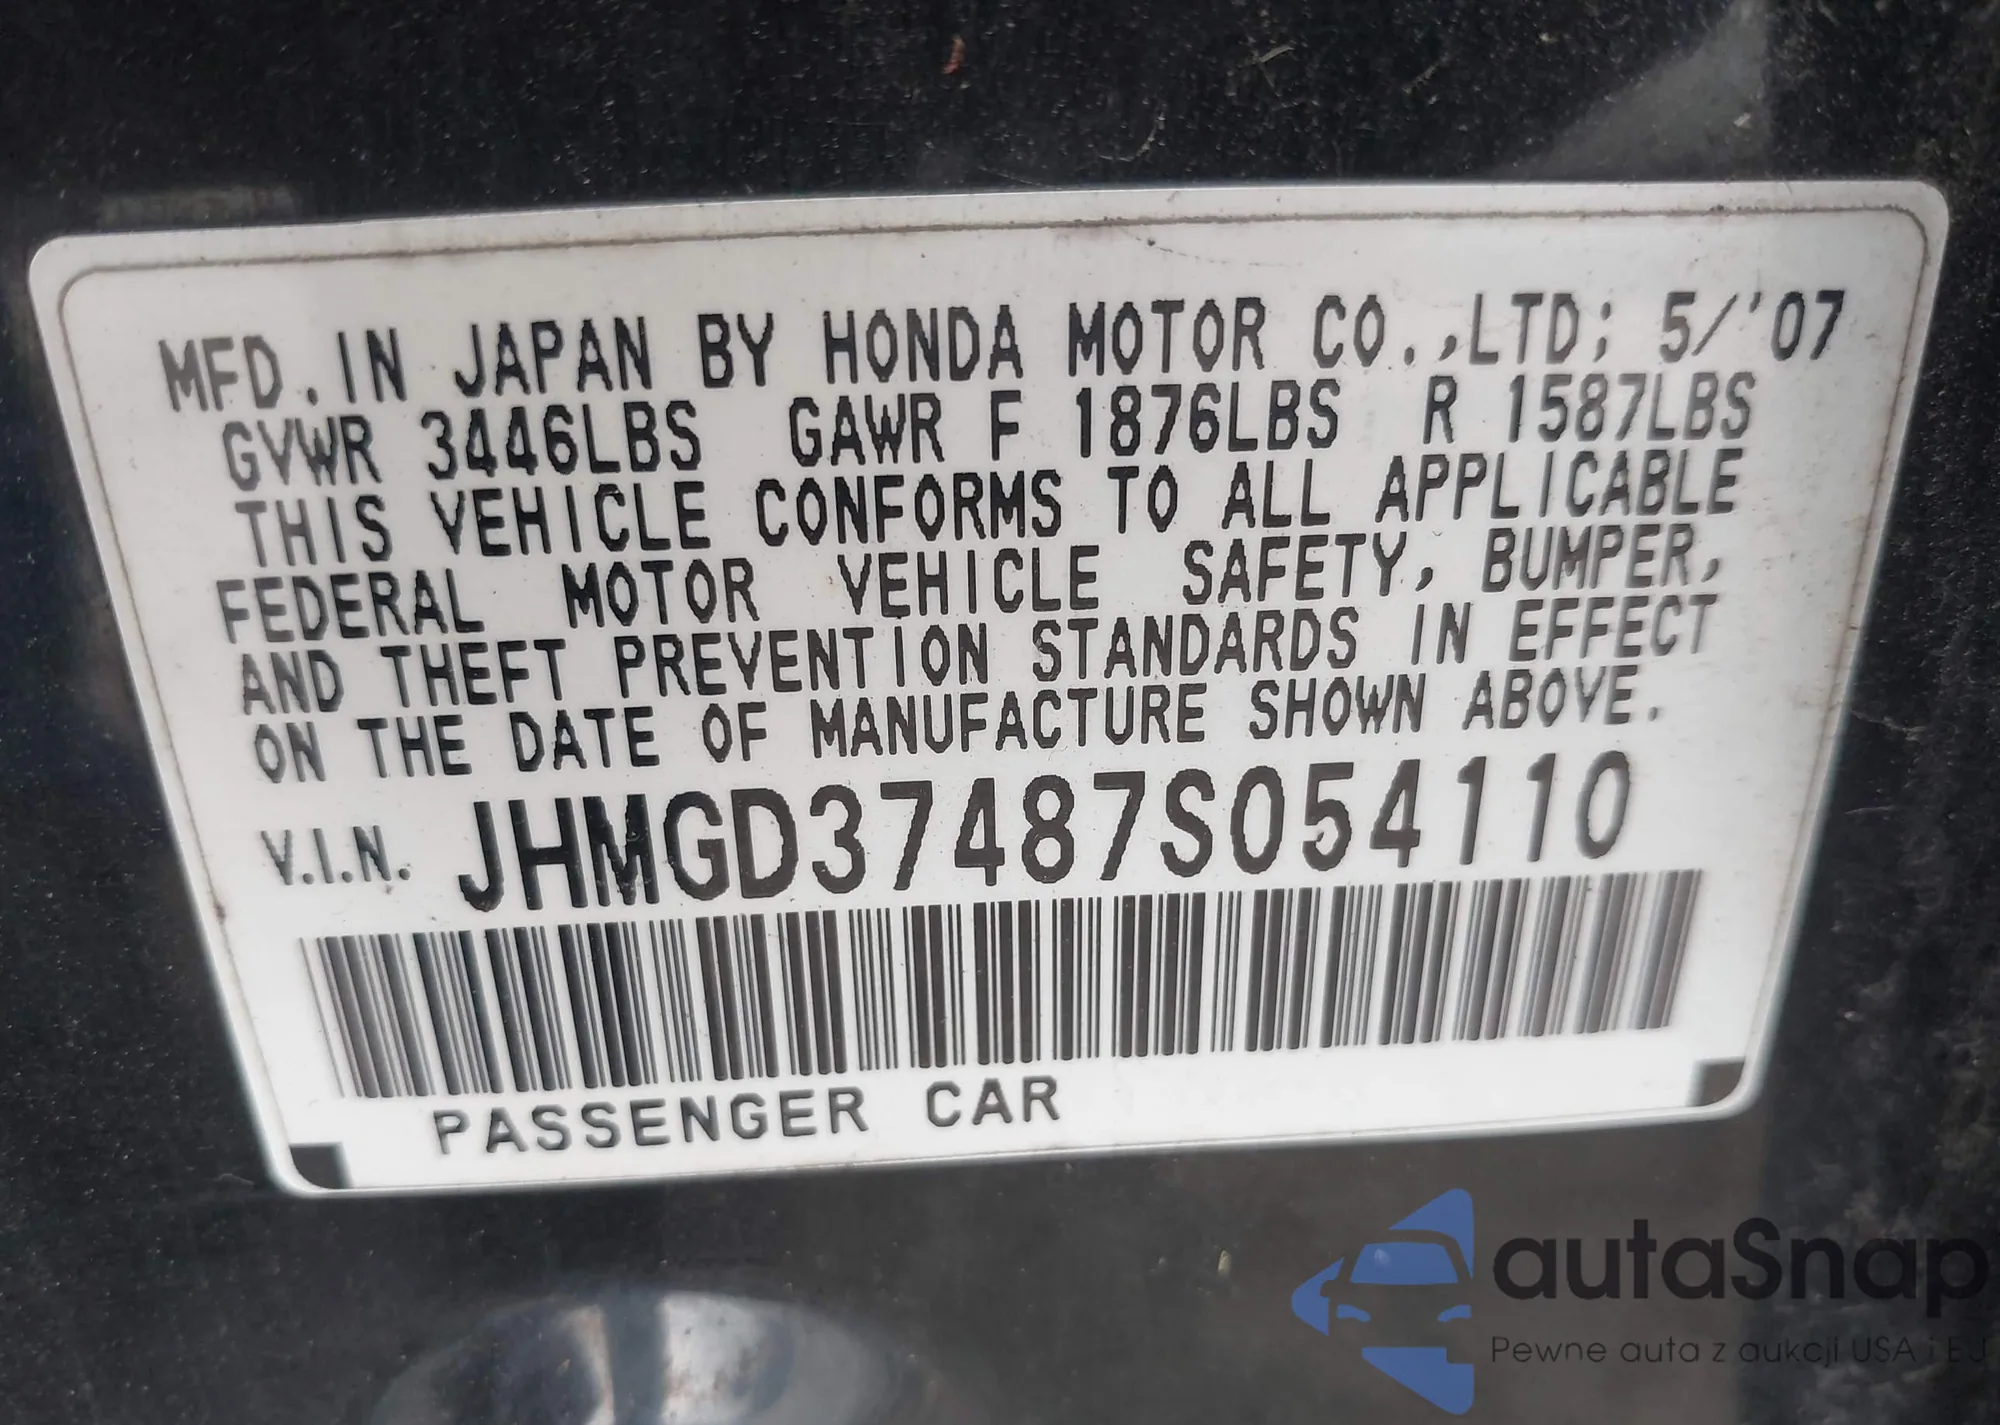 MFD. IN JAPAN BY HONDA MOTOR CO.,LTD; 5/'07
GVWR 3446LBS GAWR F 1876LBS R 1587LBS
THIS VEHICLE CONFORMS TO ALL APPLICABLE
FEDERAL MOTOR VEHICLE SAFETY, BUMPER,
AND THEFT PREVENTION STANDARDS IN EFFECT
ON THE DATE OF MANUFACTURE SHOWN ABOVE.
V.I.N. JHMGD37487S054110
PASSENGER CAR
autoSnap
Pewne auta z aukcji USA i EU